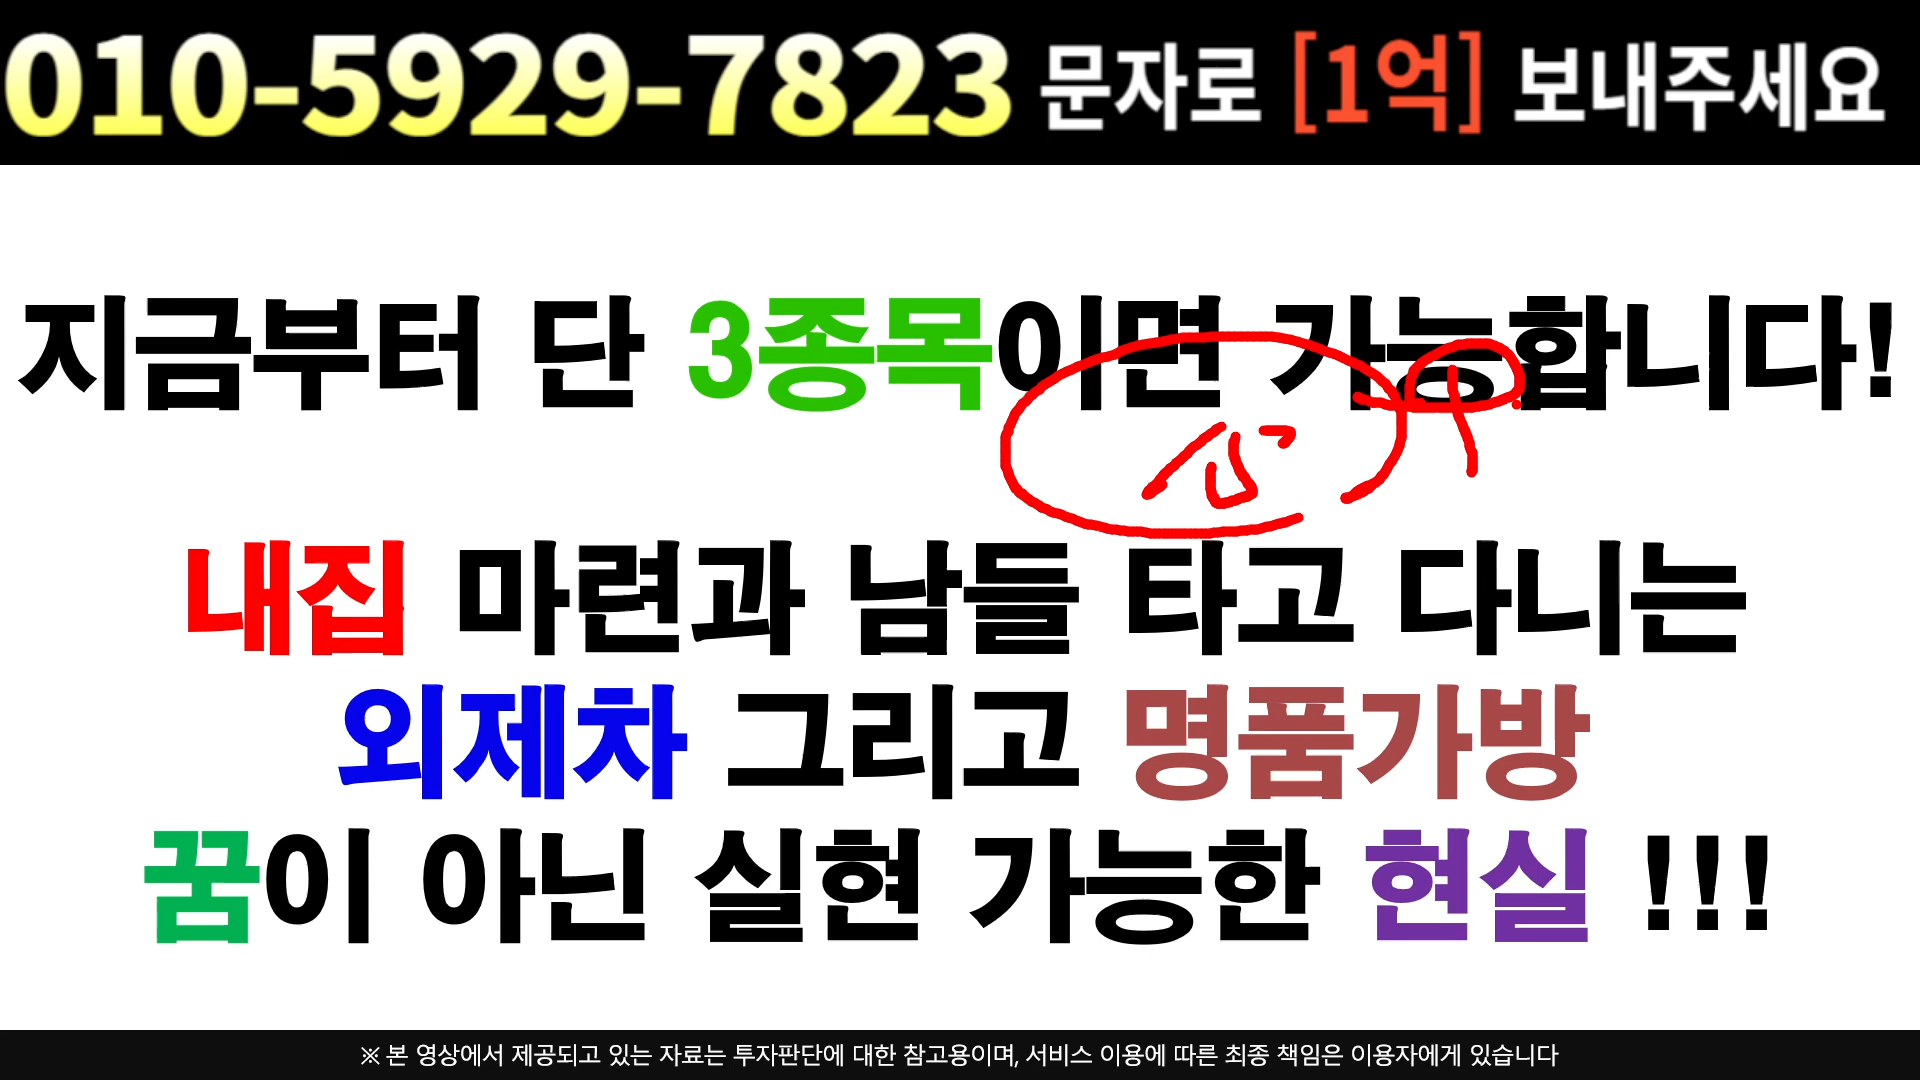 010-5929-7823 문자로 [1억] 보내주세요
지금부터 단 3종목이면 가능합니다!
내집 마련과 남들 타고 다니는
외제차 그리고 명품가방
꿈이 아닌 실현 가능한 현실 !!!
※ 본 영상에서 제공되고 있는 자료는 투자판단에 대한 참고용이며, 서비스 이용에 따른 최종 책임은 이용자에게 있습니다